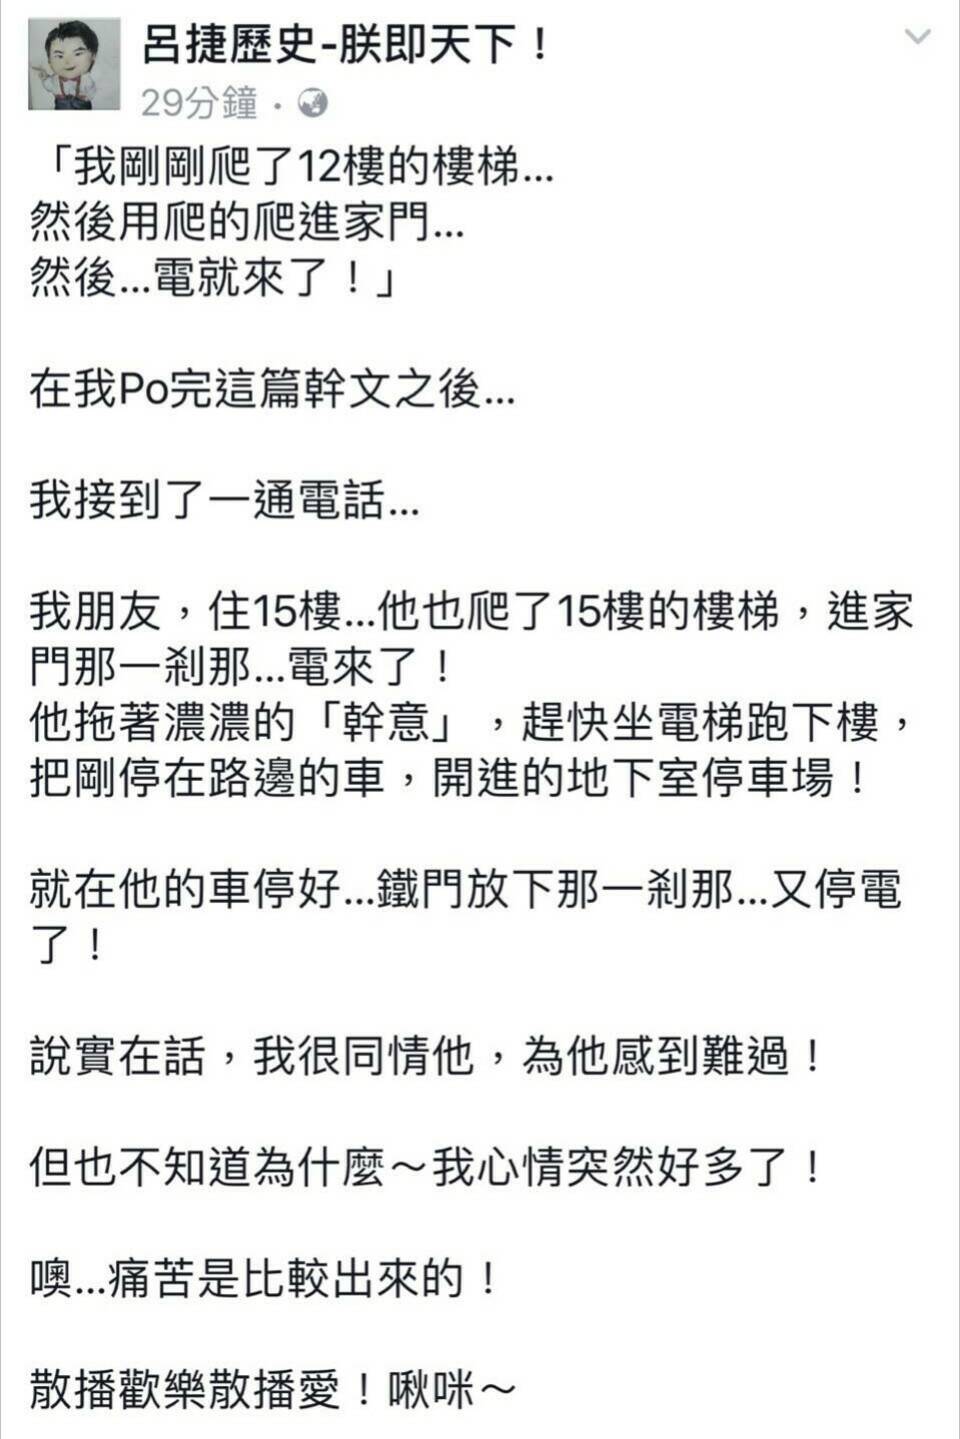 呂捷歷史-朕即天下！
29分鐘 ·
「我剛剛爬了12樓的樓梯...
然後用爬的爬進家門...
然後...電就來了！」
在我Po完這篇幹文之後...
我接到了一通電話...
我朋友，住15樓...他也爬了15樓的樓梯，進家
門那一剎那...電來了！
他拖著濃濃的「幹意」，趕快坐電梯跑下樓，
把剛停在路邊的車，開進的地下室停車場！
就在他的車停好...鐵門放下那一剎那...又停電
了！
說實在話，我很同情他，為他感到難過！
但也不知道為什麼～我心情突然好多了！
噢...痛苦是比較出來的！
散播歡樂散播愛！啾咪～